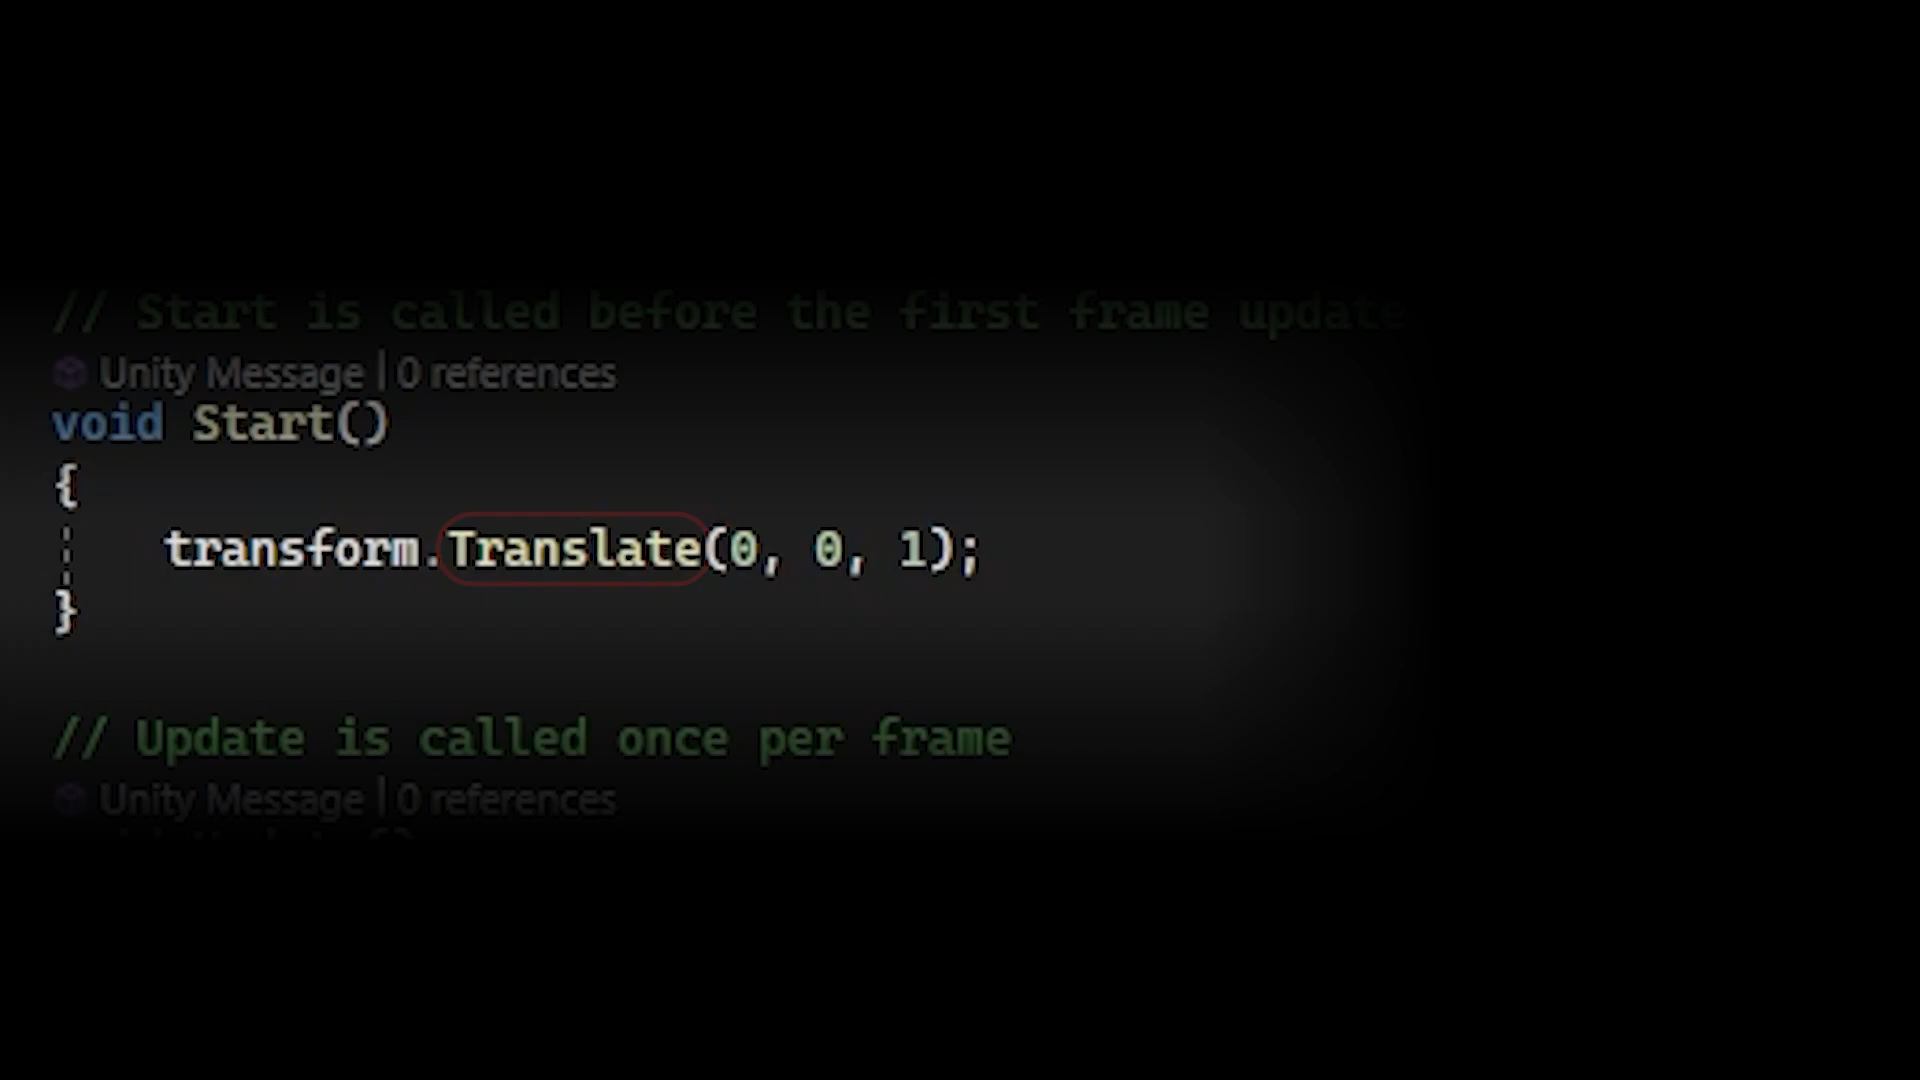 // Start is called before the first frame update
Unity Message | 0 references
void Start()
{
transform.Translate(0, 0, 1);
}
// Update is called once per frame
Unity Message | 0 references